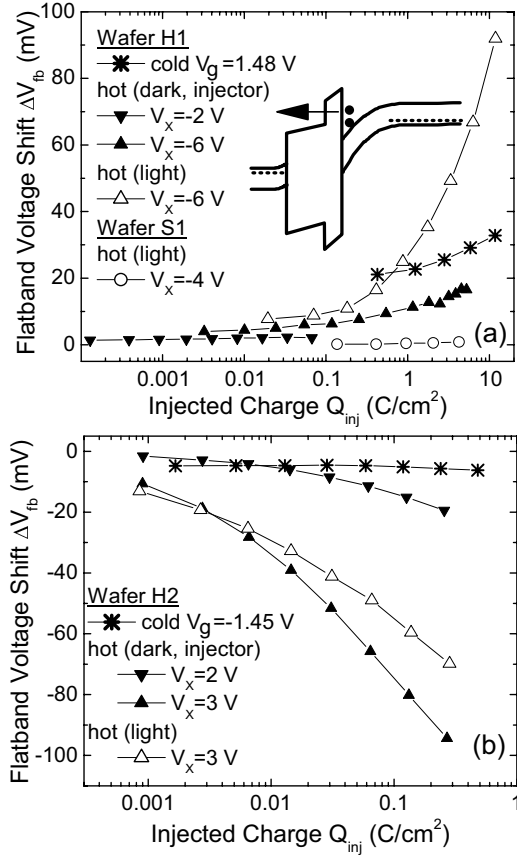 Flatband Voltage Shift ΔV_fb (mV)
100
80
60
40
20
0
Wafer H1
cold V_g=1.48 V
hot (dark, injector)
V_x=-2 V
V_x=-6 V
hot (light)
V_x=-6 V
Wafer S1
hot (light)
V_x=-4 V
(a)
0.001 0.01 0.1 1 10
Injected Charge Q_inj (C/cm²)
Flatband Voltage Shift ΔV_fb (mV)
0
-20
-40
-60
-80
-100
Wafer H2
cold V_g=-1.45 V
hot (dark, injector)
V_x=2 V
V_x=3 V
hot (light)
V_x=3 V
(b)
0.001 0.01 0.1 1
Injected Charge Q_inj (C/cm²)